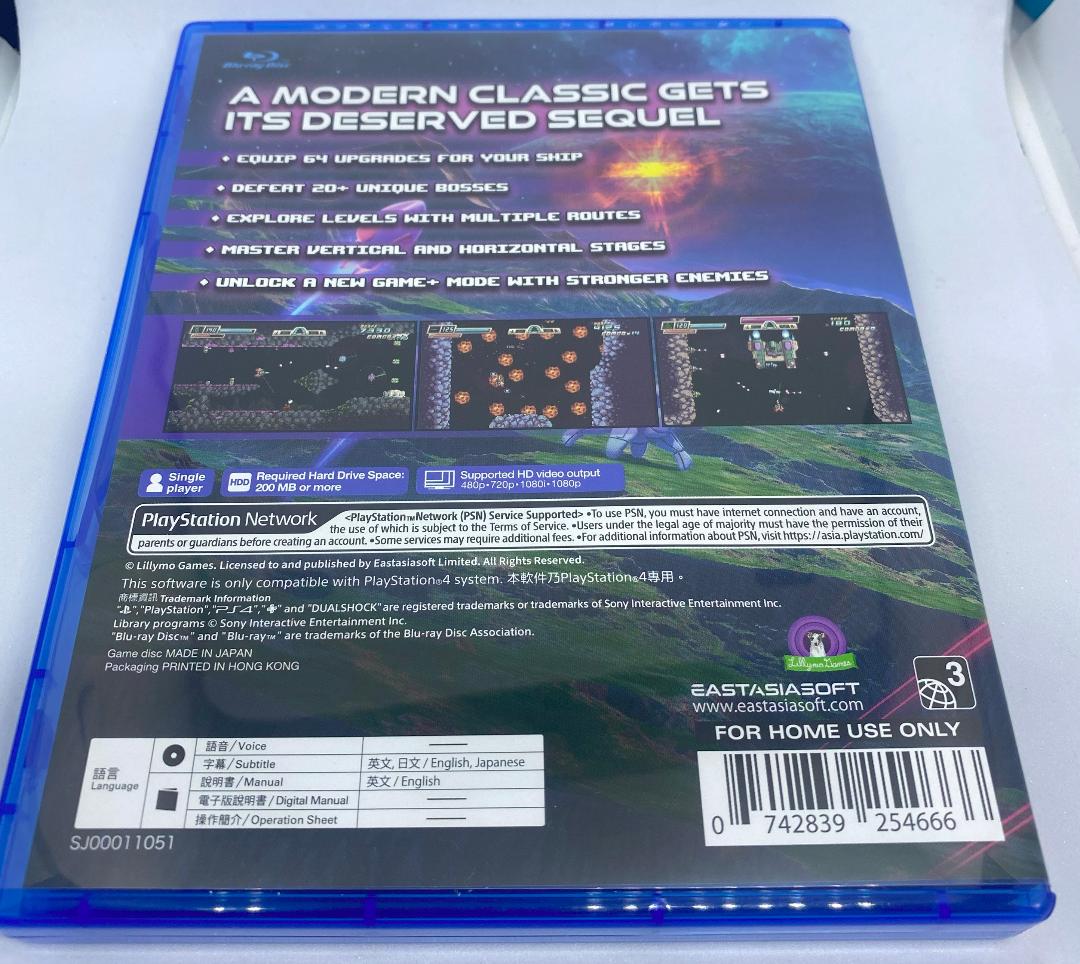 Blu-ray Disc
A MODERN CLASSIC GETS
ITS DESERVED SEQUEL
• EQUIP 64 UPGRADES FOR YOUR SHIP
• DEFEAT 20+ UNIQUE BOSSES
• EXPLORE LEVELS WITH MULTIPLE ROUTES
• MASTER VERTICAL AND HORIZONTAL STAGES
• UNLOCK A NEW GAME+ MODE WITH STRONGER ENEMIES
Single
player
HDD
Required Hard Drive Space:
200 MB or more
Supported HD video output
480p•720p•1080i•1080p
PlayStation Network
<PlayStation™Network (PSN) Service Supported> •To use PSN, you must have internet connection and have an account,
the use of which is subject to the Terms of Service. •Users under the legal age of majority must have the permission of their
parents or guardians before creating an account. •Some services may require additional fees. •For additional information about PSN, visit https://asia.playstation.com/
© Lillymo Games. Licensed to and published by Eastasiasoft Limited. All Rights Reserved.
This software is only compatible with PlayStation®4 system. 本軟件乃PlayStation®4專用。
商標資訊 Trademark Information
"", "PlayStation", "PS4", "" and "DUALSHOCK" are registered trademarks or trademarks of Sony Interactive Entertainment Inc.
Library programs © Sony Interactive Entertainment Inc.
"Blu-ray Disc™" and "Blu-ray™" are trademarks of the Blu-ray Disc Association.
Game disc MADE IN JAPAN
Packaging PRINTED IN HONG KONG
Lillymo Games
EASTASIASOFT
www.eastasiasoft.com
3
FOR HOME USE ONLY
語言
Language
語音/Voice
字幕/Subtitle 英文, 日文/English, Japanese
說明書/Manual 英文/English
電子版說明書/Digital Manual
操作簡介/Operation Sheet
SJ00011051
0 742839 254666